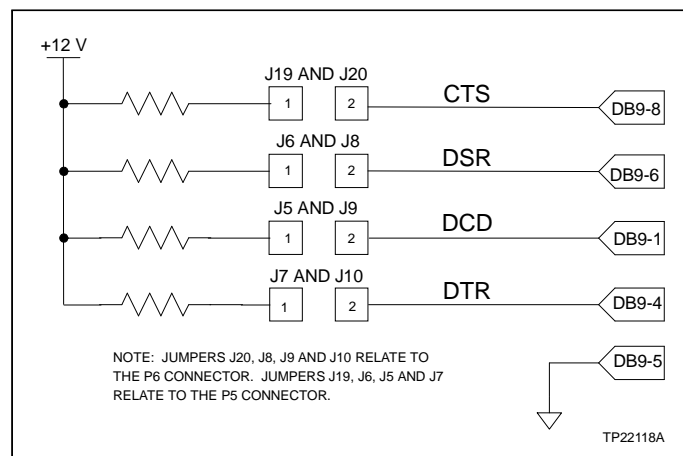 +12 V
J19 AND J20
1 2 CTS DB9-8
J6 AND J8
1 2 DSR DB9-6
J5 AND J9
1 2 DCD DB9-1
J7 AND J10
1 2 DTR DB9-4
NOTE: JUMPERS J20, J8, J9 AND J10 RELATE TO
THE P6 CONNECTOR. JUMPERS J19, J6, J5 AND J7
RELATE TO THE P5 CONNECTOR.
DB9-5
TP22118A